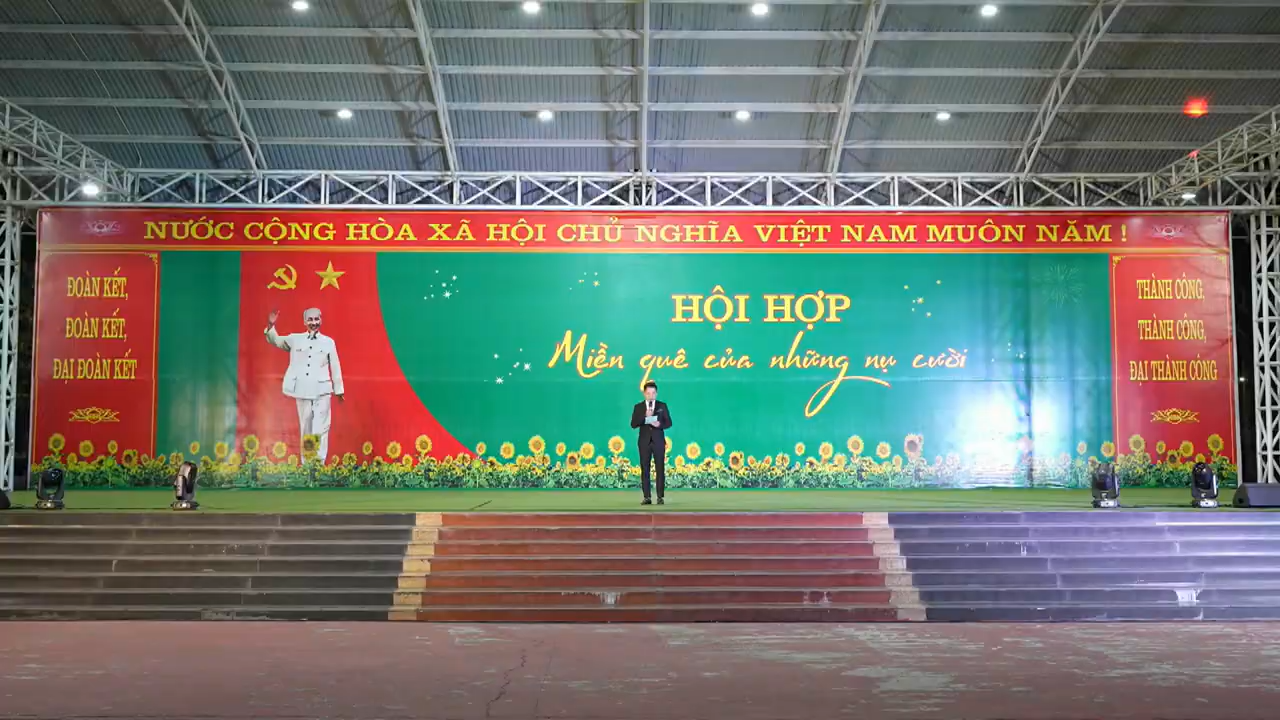 NƯỚC CỘNG HÒA XÃ HỘI CHỦ NGHĨA VIỆT NAM MUÔN NĂM !
ĐOÀN KẾT,
ĐOÀN KẾT,
ĐẠI ĐOÀN KẾT
HỘI HỢP
Miền quê của những nụ cười
THÀNH CÔNG,
THÀNH CÔNG,
ĐẠI THÀNH CÔNG